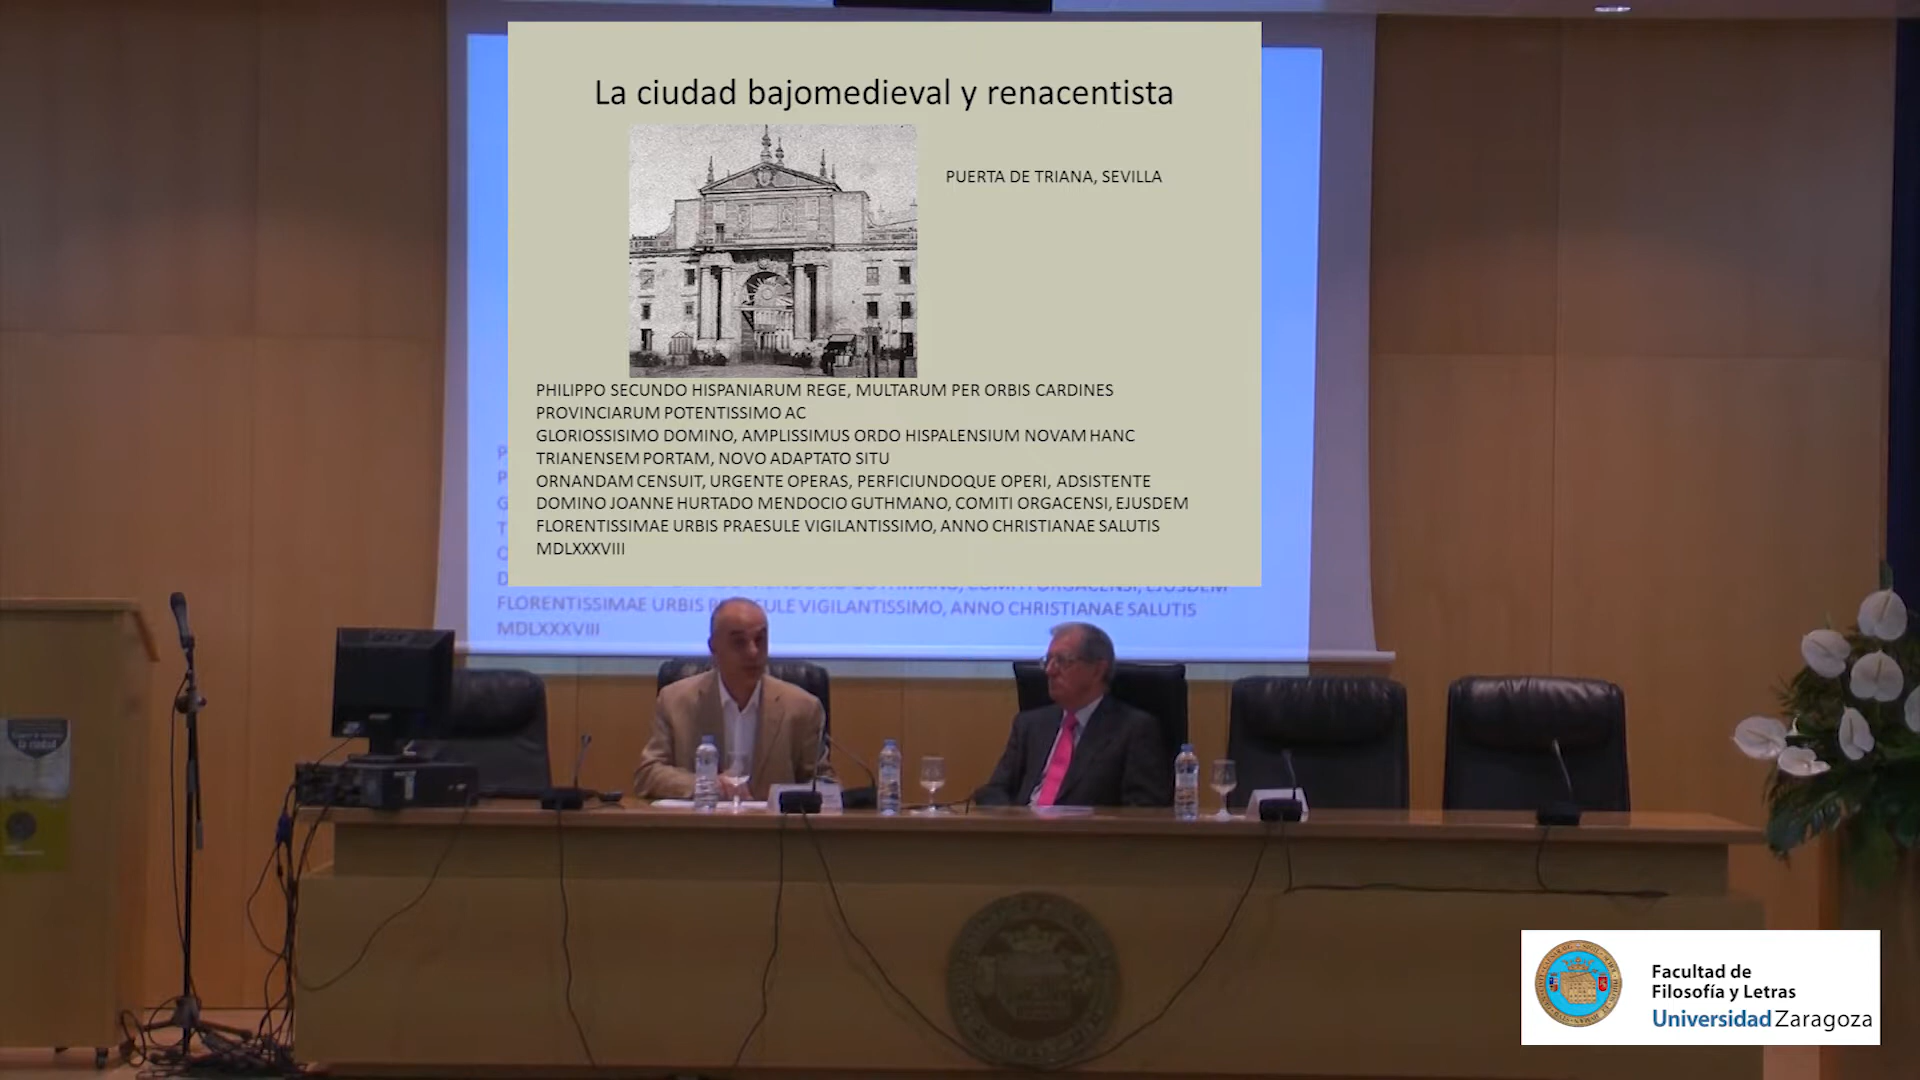 La ciudad bajomedieval y renacentista
PUERTA DE TRIANA, SEVILLA
PHILIPPO SECUNDO HISPANIARUM REGE, MULTARUM PER ORBIS CARDINES
PROVINCIARUM POTENTISSIMO AC
GLORIOSSISIMO DOMINO, AMPLISSIMUS ORDO HISPALENSIUM NOVAM HANC
TRIANENSEM PORTAM, NOVO ADAPTATO SITU
ORNANDAM CENSUIT, URGENTE OPERAS, PERFICIUNDOQUE OPERI, ADSISTENTE
DOMINO JOANNE HURTADO MENDOCIO GUTHMANO, COMITI ORGACENSI, EJUSDEM
FLORENTISSIMAE URBIS PRAESULE VIGILANTISSIMO, ANNO CHRISTIANAE SALUTIS
MDLXXXVIII
FLORENTISSIMAE URBIS PRAESULE VIGILANTISSIMO, ANNO CHRISTIANAE SALUTIS
MDLXXXVIII
la ciudad
Facultad de
Filosofía y Letras
Universidad Zaragoza